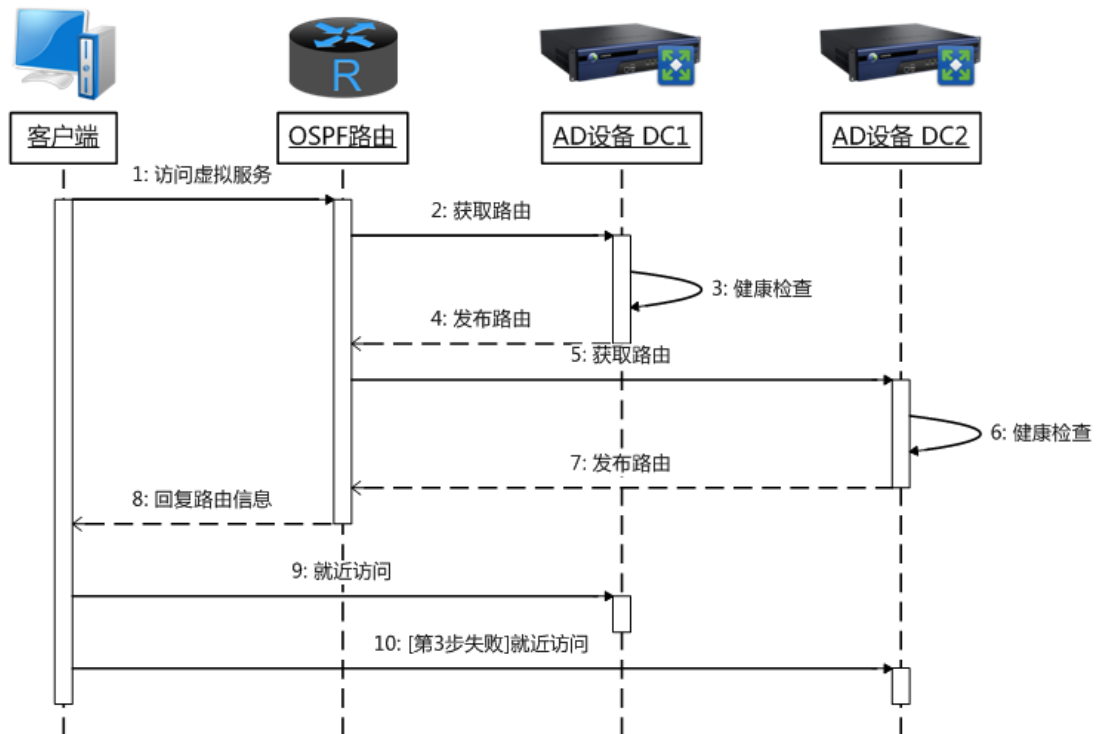 R
客户端
OSPF路由
AD设备 DC1
AD设备 DC2
1: 访问虚拟服务
2: 获取路由
3: 健康检查
4: 发布路由
5: 获取路由
6: 健康检查
7: 发布路由
8: 回复路由信息
9: 就近访问
10: [第3步失败]就近访问